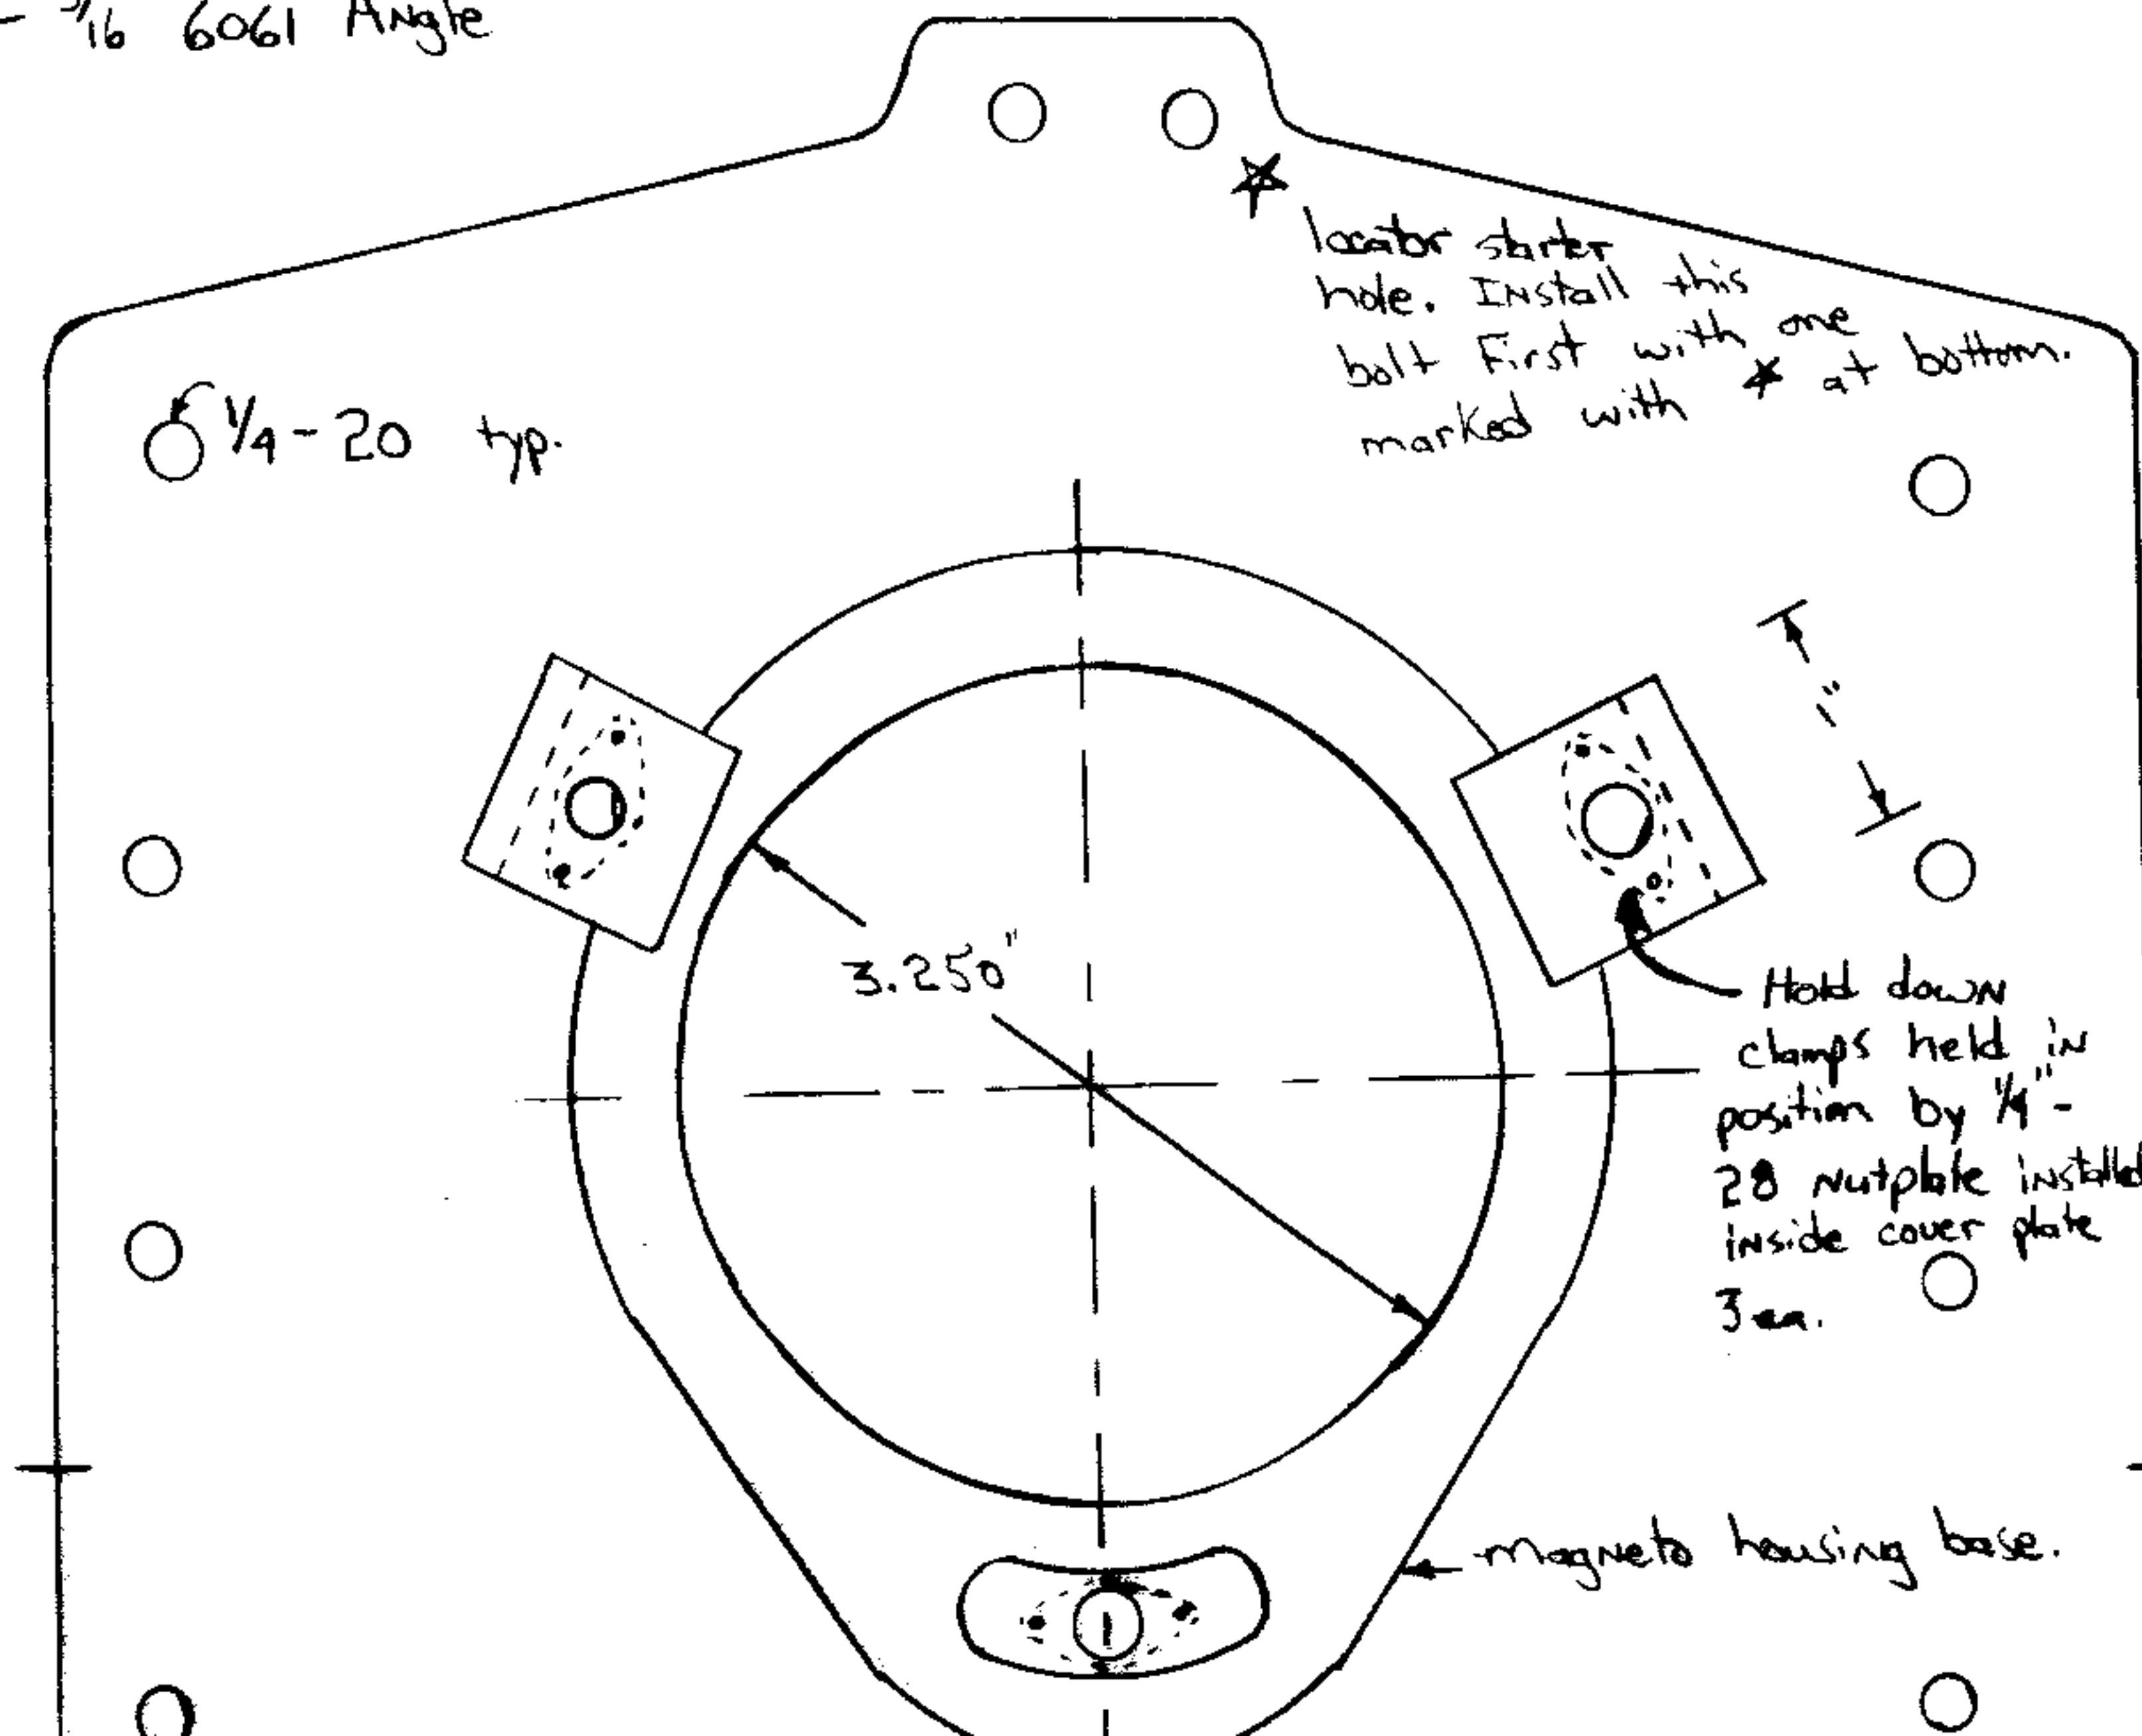 - 3/16 6061 Angle
locator starter
hole. Install this
bolt First with one
marked with ★ at bottom.
1/4-20 typ.
1"
3.250"
Hold down
clamps held in
position by 1/4"-
28 Nutplate installed
inside cover plate
3 ea.
magneto housing base.